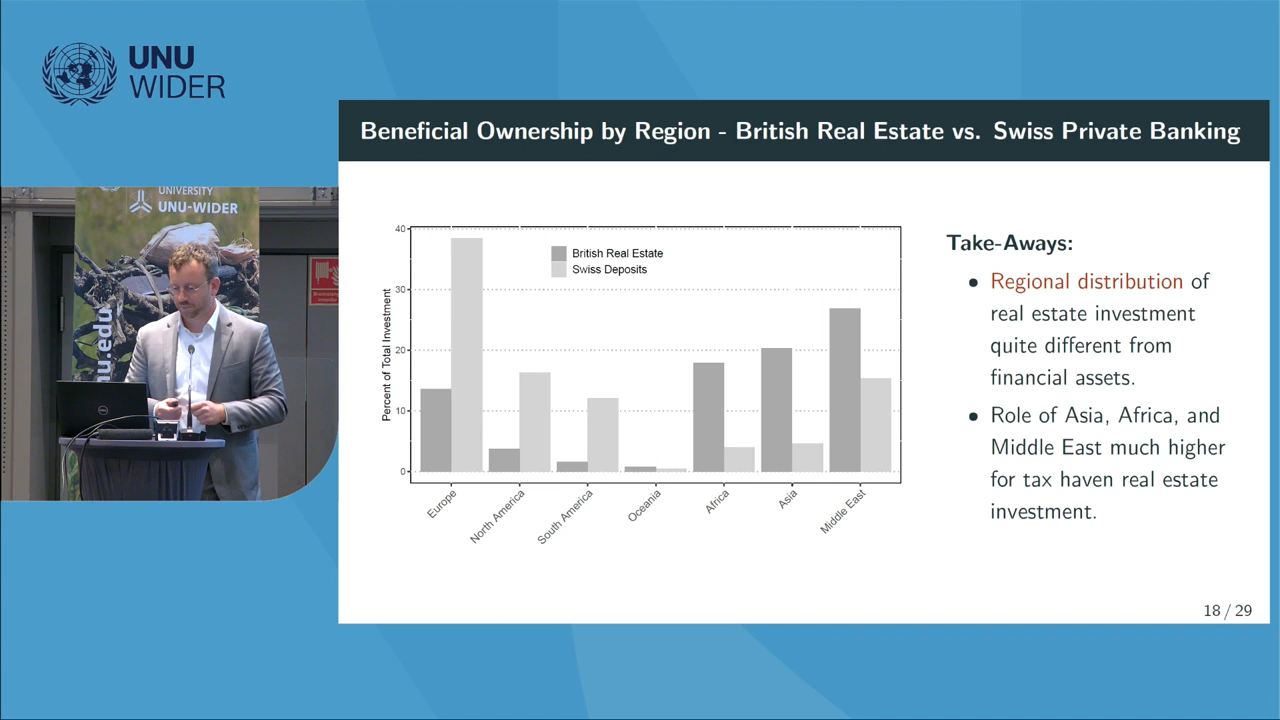 UNU
WIDER
Beneficial Ownership by Region - British Real Estate vs. Swiss Private Banking
UNIVERSITY
UNU-WIDER
nu.edu
DELL
Percent of Total Investment
40
30
20
10
0
British Real Estate
Swiss Deposits
Europe
North America
South America
Oceania
Africa
Asia
Middle East
Take-Aways:
• Regional distribution of
real estate investment
quite different from
financial assets.
• Role of Asia, Africa, and
Middle East much higher
for tax haven real estate
investment.
18 / 29